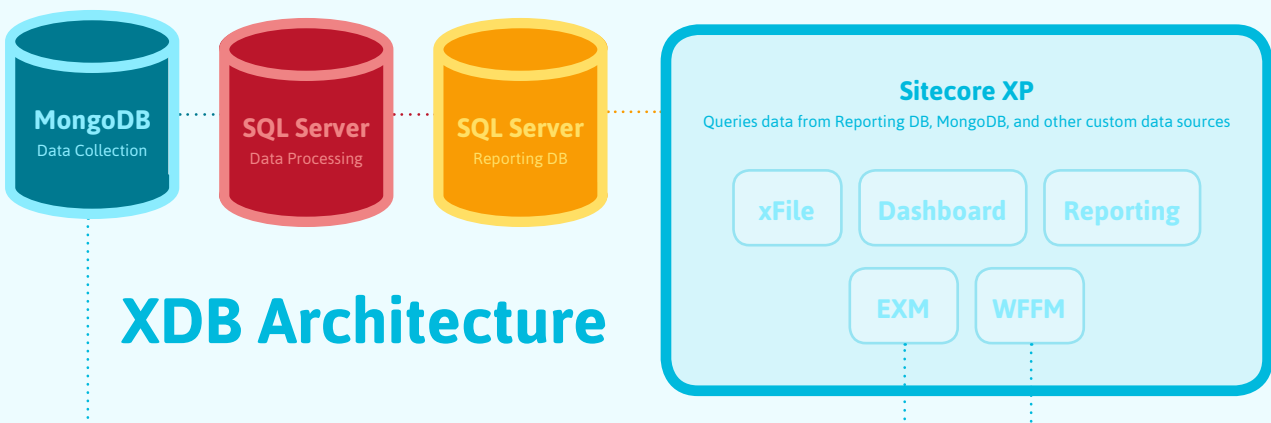 MongoDB
Data Collection
SQL Server
Data Processing
SQL Server
Reporting DB
XDB Architecture
Sitecore XP
Queries data from Reporting DB, MongoDB, and other custom data sources
xFile
Dashboard
Reporting
EXM
WFFM